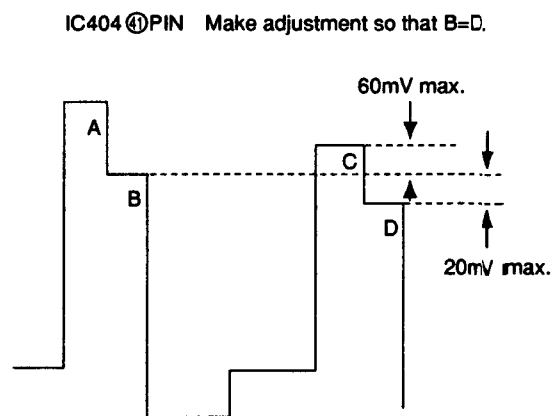 IC404 ㊶PIN Make adjustment so that B=D.
60mV max.
A
C
B
D
20mV max.